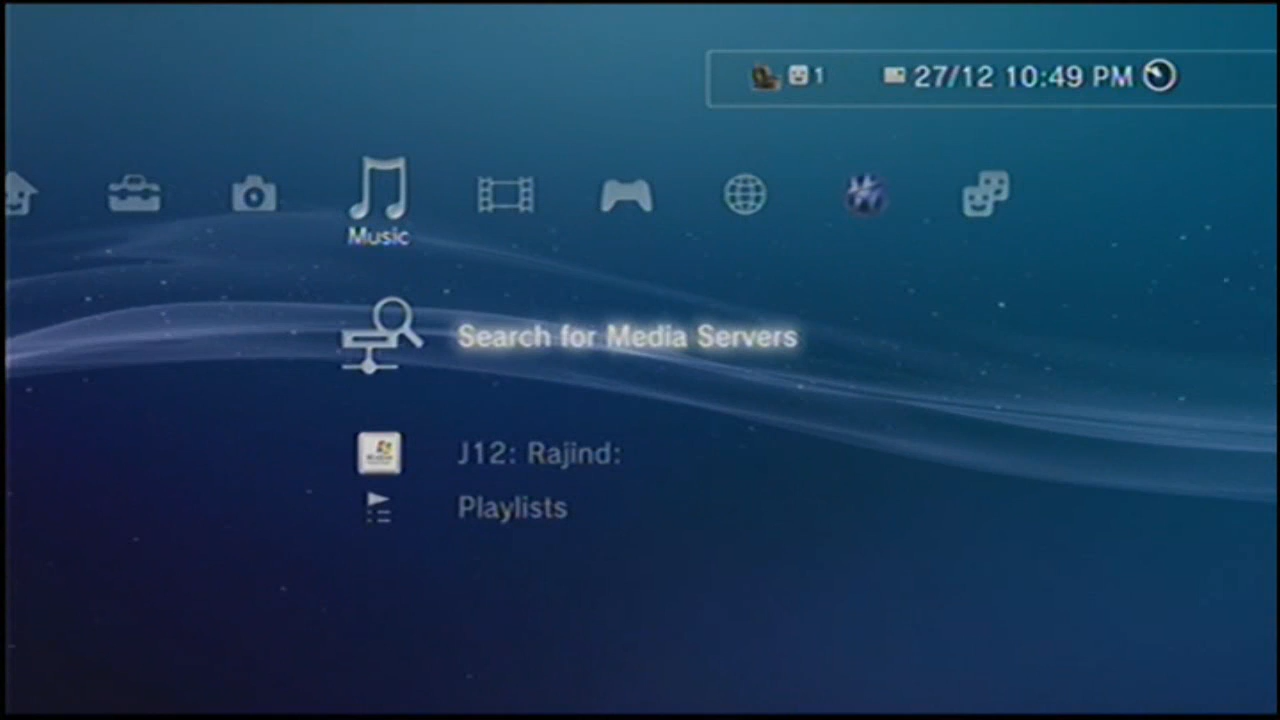 1 27/12 10:49 PM
Music
Search for Media Servers
J12: Rajind:
Playlists